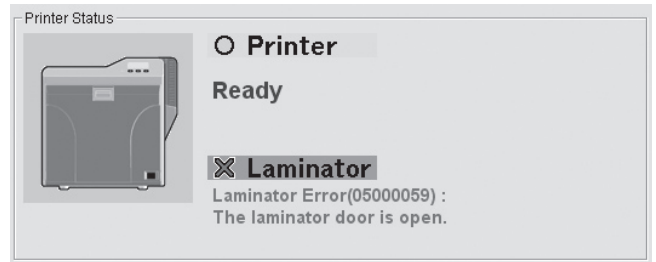 Printer Status
Printer
Ready
Laminator
Laminator Error(05000059) :
The laminator door is open.